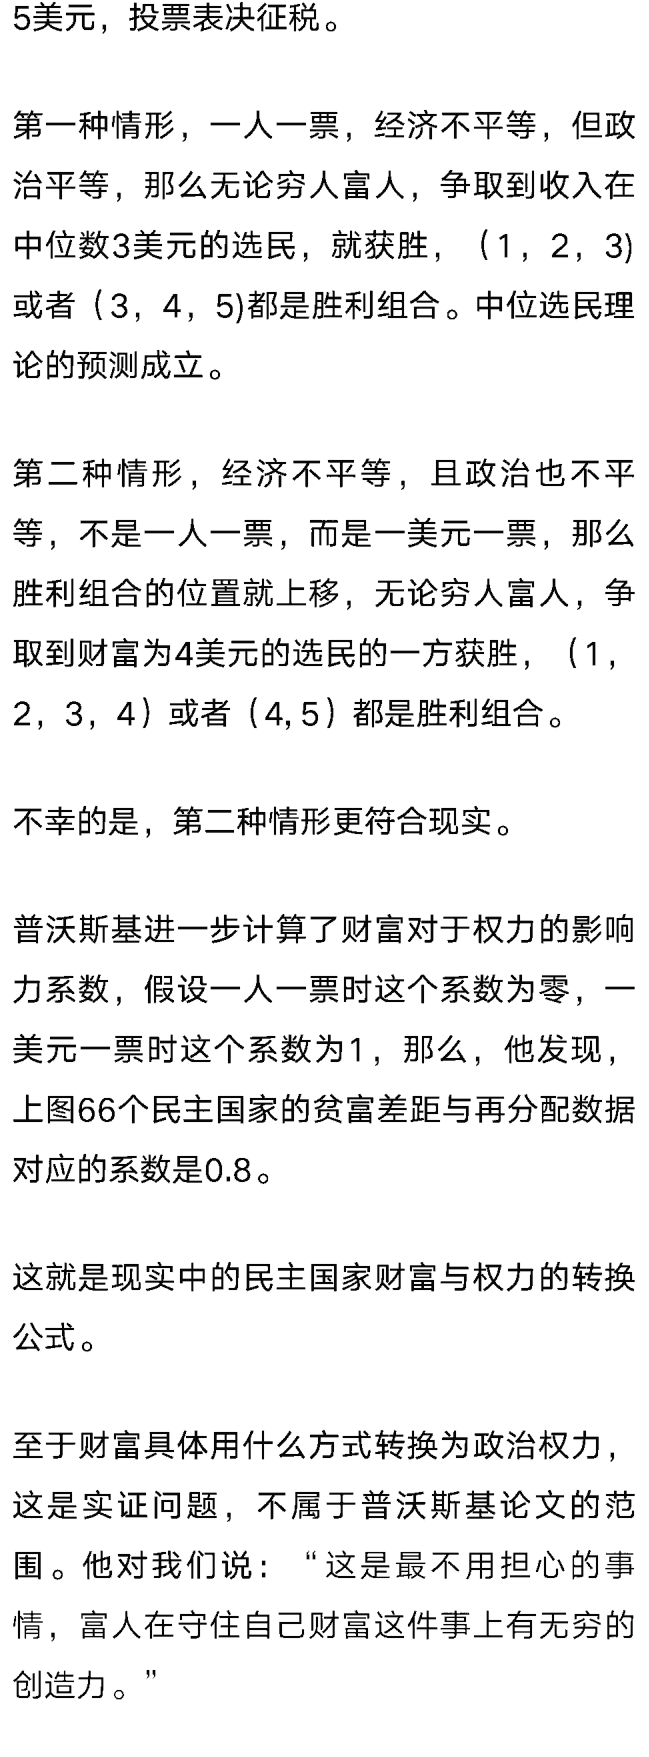 5美元，投票表决征税。
第一种情形，一人一票，经济不平等，但政
治平等，那么无论穷人富人，争取到收入在
中位数3美元的选民，就获胜，（1，2，3)
或者（3，4，5)都是胜利组合。中位选民理
论的预测成立。
第二种情形，经济不平等，且政治也不平
等，不是一人一票，而是一美元一票，那么
胜利组合的位置就上移，无论穷人富人，争
取到财富为4美元的选民的一方获胜，（1，
2，3，4）或者（4, 5）都是胜利组合。
不幸的是，第二种情形更符合现实。
普沃斯基进一步计算了财富对于权力的影响
力系数，假设一人一票时这个系数为零，一
美元一票时这个系数为1，那么，他发现，
上图66个民主国家的贫富差距与再分配数据
对应的系数是0.8。
这就是现实中的民主国家财富与权力的转换
公式。
至于财富具体用什么方式转换为政治权力，
这是实证问题，不属于普沃斯基论文的范
围。他对我们说：“这是最不用担心的事
情，富人在守住自己财富这件事上有无穷的
创造力。”